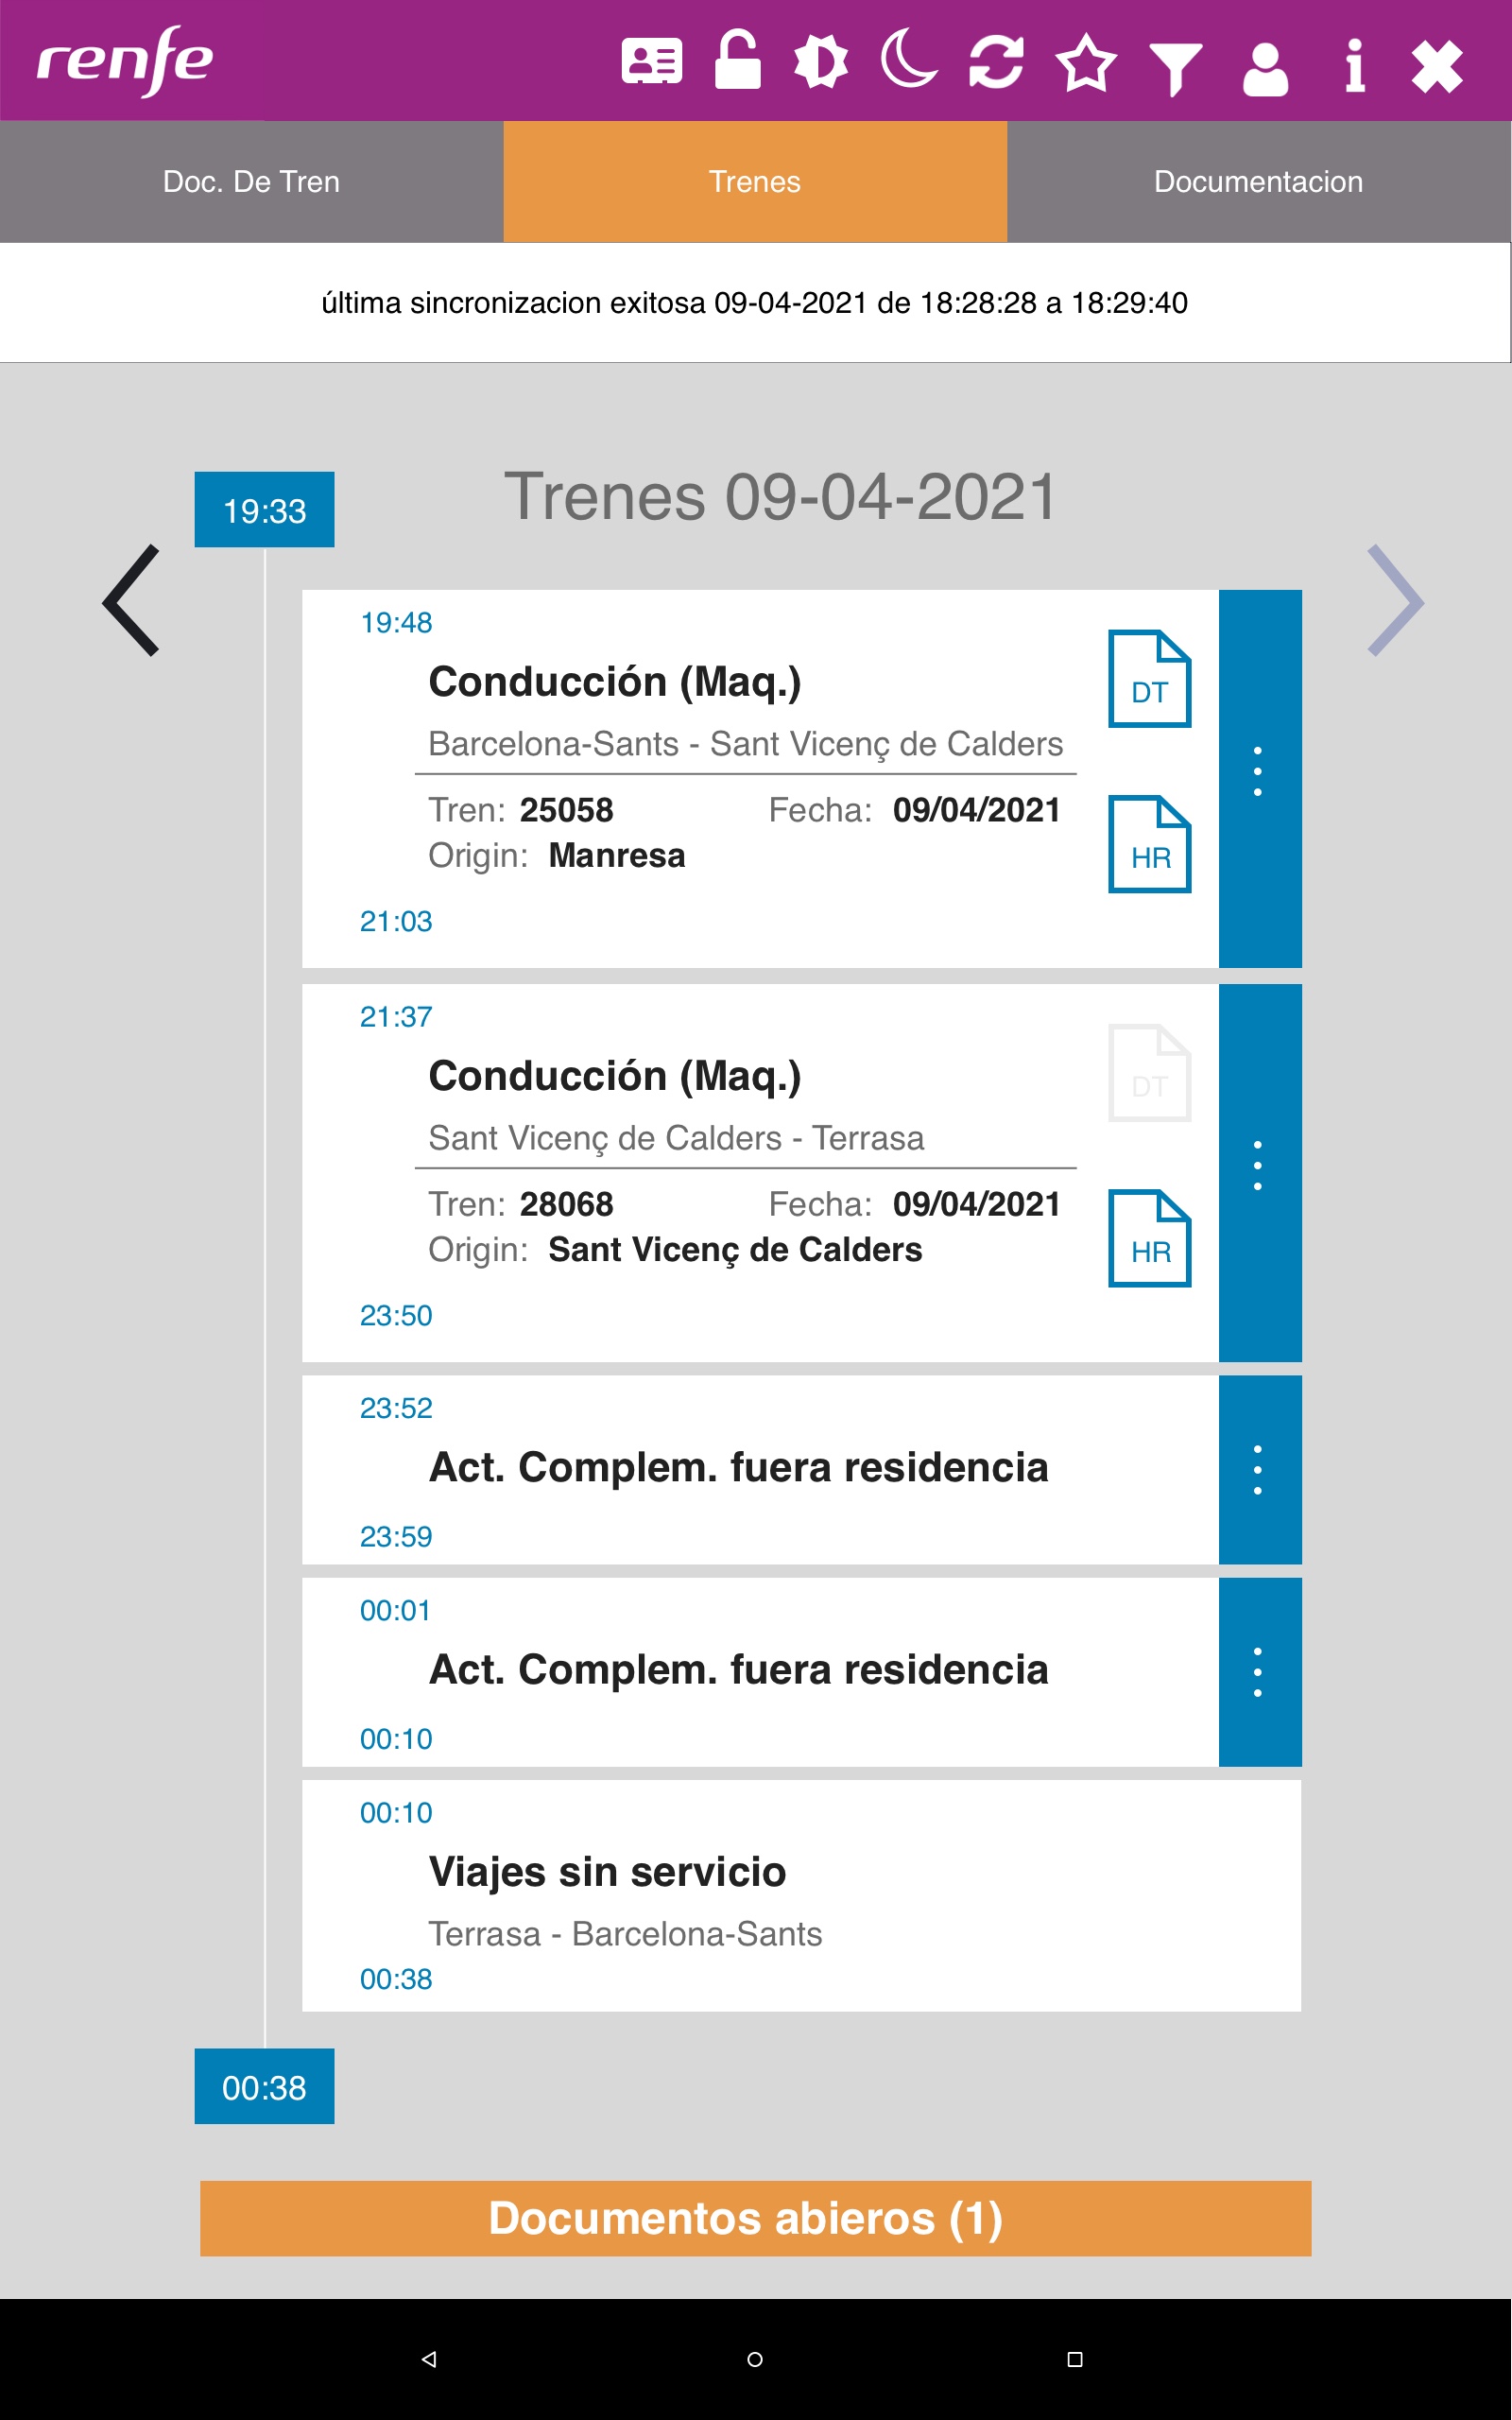 renfe
Doc. De Tren
Trenes
Documentacion
última sincronizacion exitosa 09-04-2021 de 18:28:28 a 18:29:40
19:33
Trenes 09-04-2021
19:48
Conducción (Maq.)
DT
Barcelona-Sants - Sant Vicenç de Calders
Tren: 25058 Fecha: 09/04/2021
Origin: Manresa
HR
21:03
21:37
Conducción (Maq.)
DT
Sant Vicenç de Calders - Terrasa
Tren: 28068 Fecha: 09/04/2021
Origin: Sant Vicenç de Calders
HR
23:50
23:52
Act. Complem. fuera residencia
23:59
00:01
Act. Complem. fuera residencia
00:10
00:10
Viajes sin servicio
Terrasa - Barcelona-Sants
00:38
00:38
Documentos abieros (1)